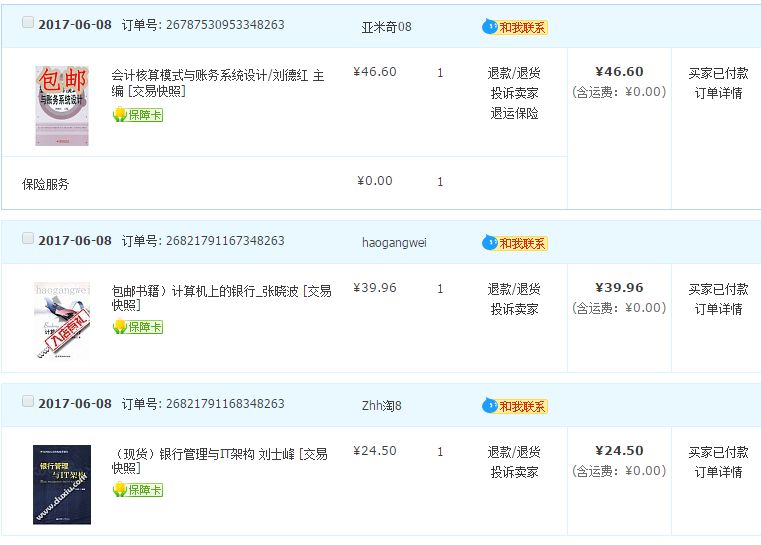 2017-06-08 订单号: 26787530953348263 亚米奇08 和我联系
包邮
与账务系统设计
会计核算模式与账务系统设计/刘德红 主 ¥46.60 1 退款/退货 ¥46.60 买家已付款
编 [交易快照] 投诉卖家 (含运费: ¥0.00) 订单详情
保障卡 退运保险
保险服务 ¥0.00 1
2017-06-08 订单号: 26821791167348263 haogangwei 和我联系
haogangwei
入店有礼
包邮书籍）计算机上的银行_张晓波 [交易 ¥39.96 1 退款/退货 ¥39.96 买家已付款
快照] 投诉卖家 (含运费: ¥0.00) 订单详情
保障卡
2017-06-08 订单号: 26821791168348263 Zhh淘8 和我联系
银行管理
与IT架构
www.duxiu.com
（现货）银行管理与IT架构 刘士峰 [交易 ¥24.50 1 退款/退货 ¥24.50 买家已付款
快照] 投诉卖家 (含运费: ¥0.00) 订单详情
保障卡